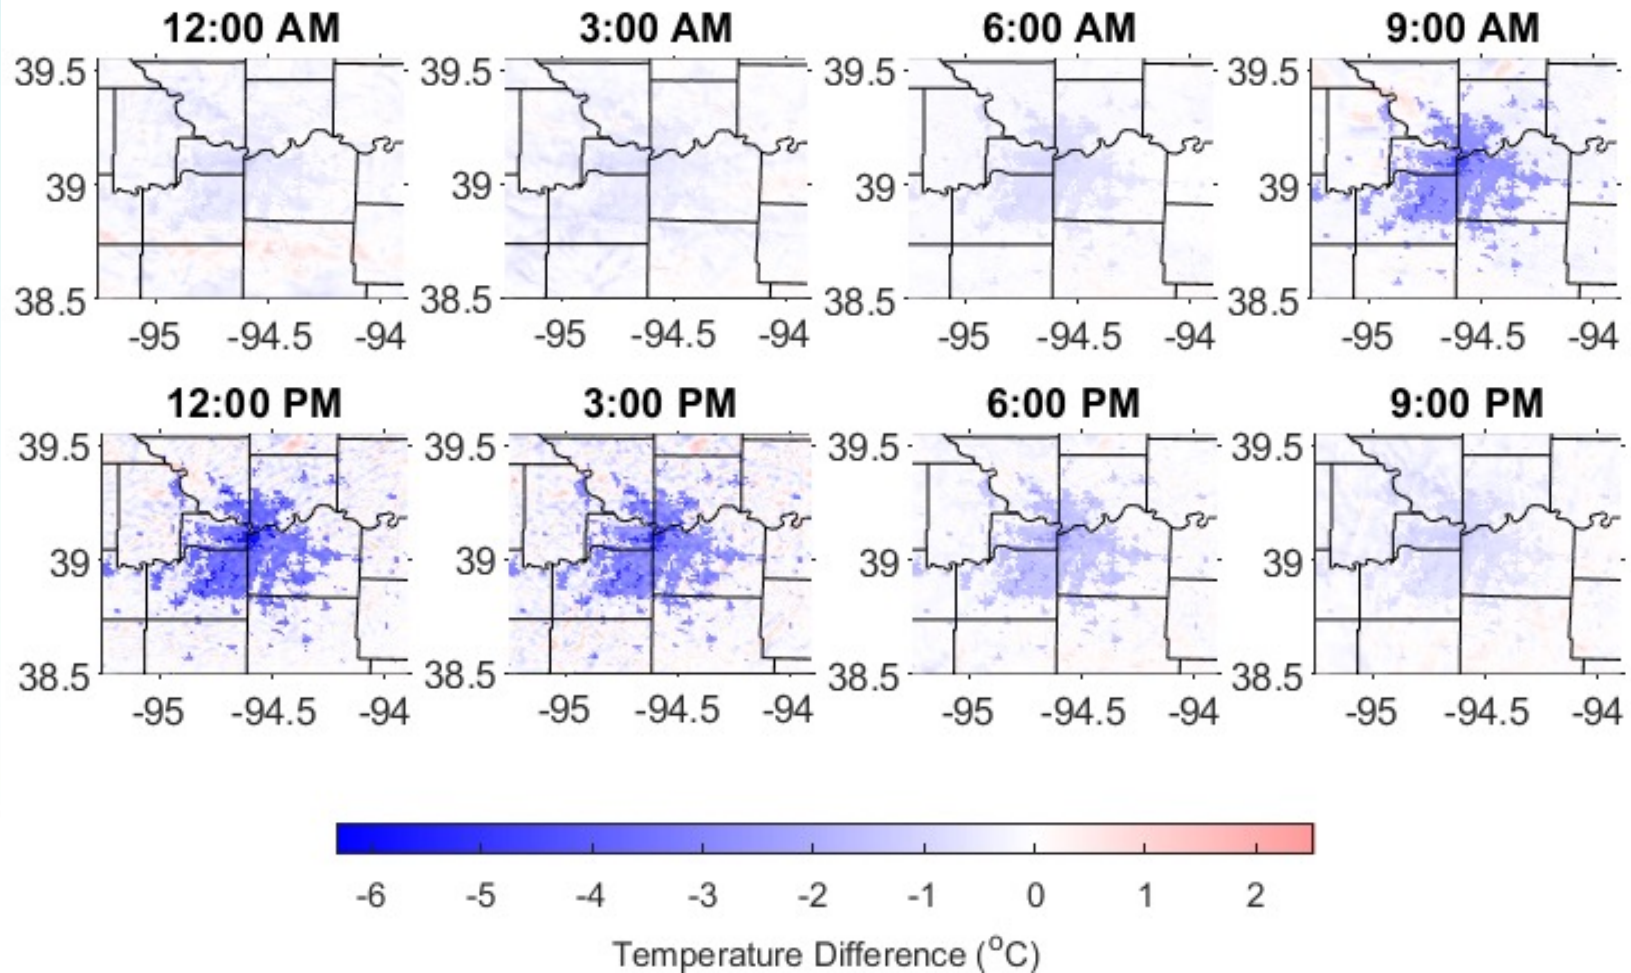 12:00 AM 3:00 AM 6:00 AM 9:00 AM
39.5 39.5 39.5 39.5
39 39 39 39
38.5 38.5 38.5 38.5
-95 -94.5 -94 -95 -94.5 -94 -95 -94.5 -94 -95 -94.5 -94
12:00 PM 3:00 PM 6:00 PM 9:00 PM
39.5 39.5 39.5 39.5
39 39 39 39
38.5 38.5 38.5 38.5
-95 -94.5 -94 -95 -94.5 -94 -95 -94.5 -94 -95 -94.5 -94
-6 -5 -4 -3 -2 -1 0 1 2
Temperature Difference (°C)